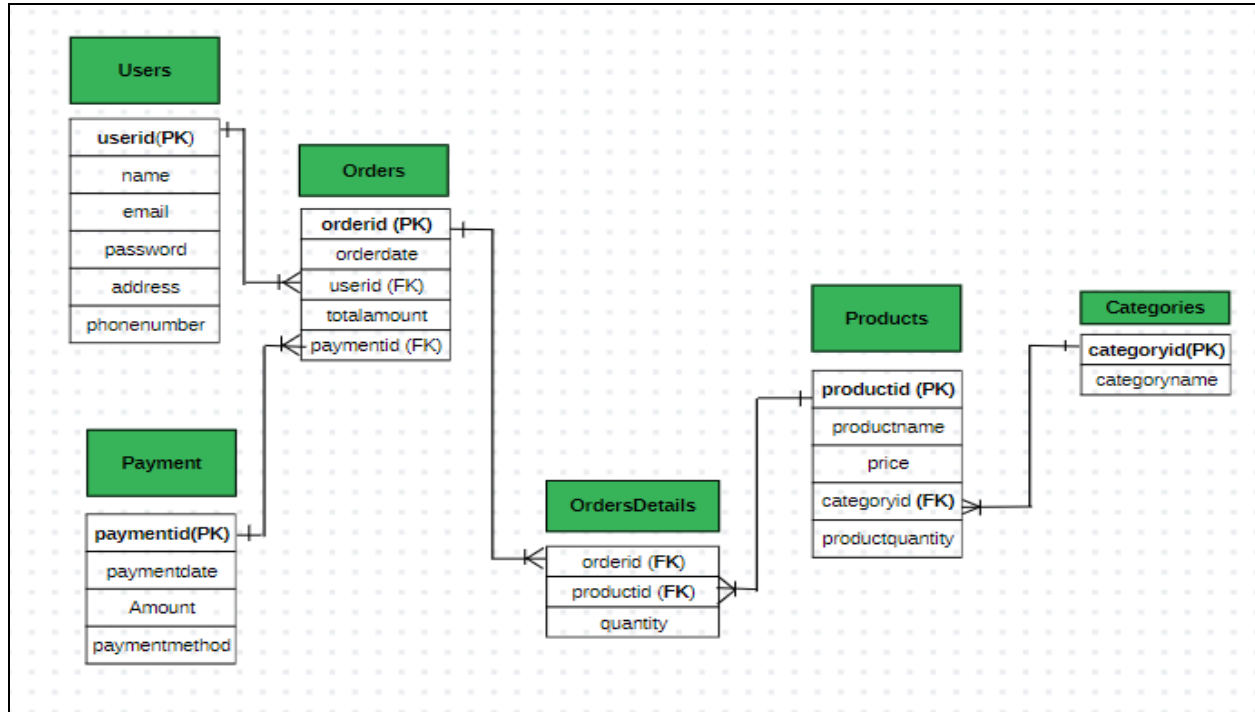 Users
userid(PK)
name
email
password
address
phonenumber
Orders
orderid (PK)
orderdate
userid (FK)
totalamount
paymentid (FK)
Payment
paymentid(PK)
paymentdate
Amount
paymentmethod
OrdersDetails
orderid (FK)
productid (FK)
quantity
Products
productid (PK)
productname
price
categoryid (FK)
productquantity
Categories
categoryid(PK)
categoryname